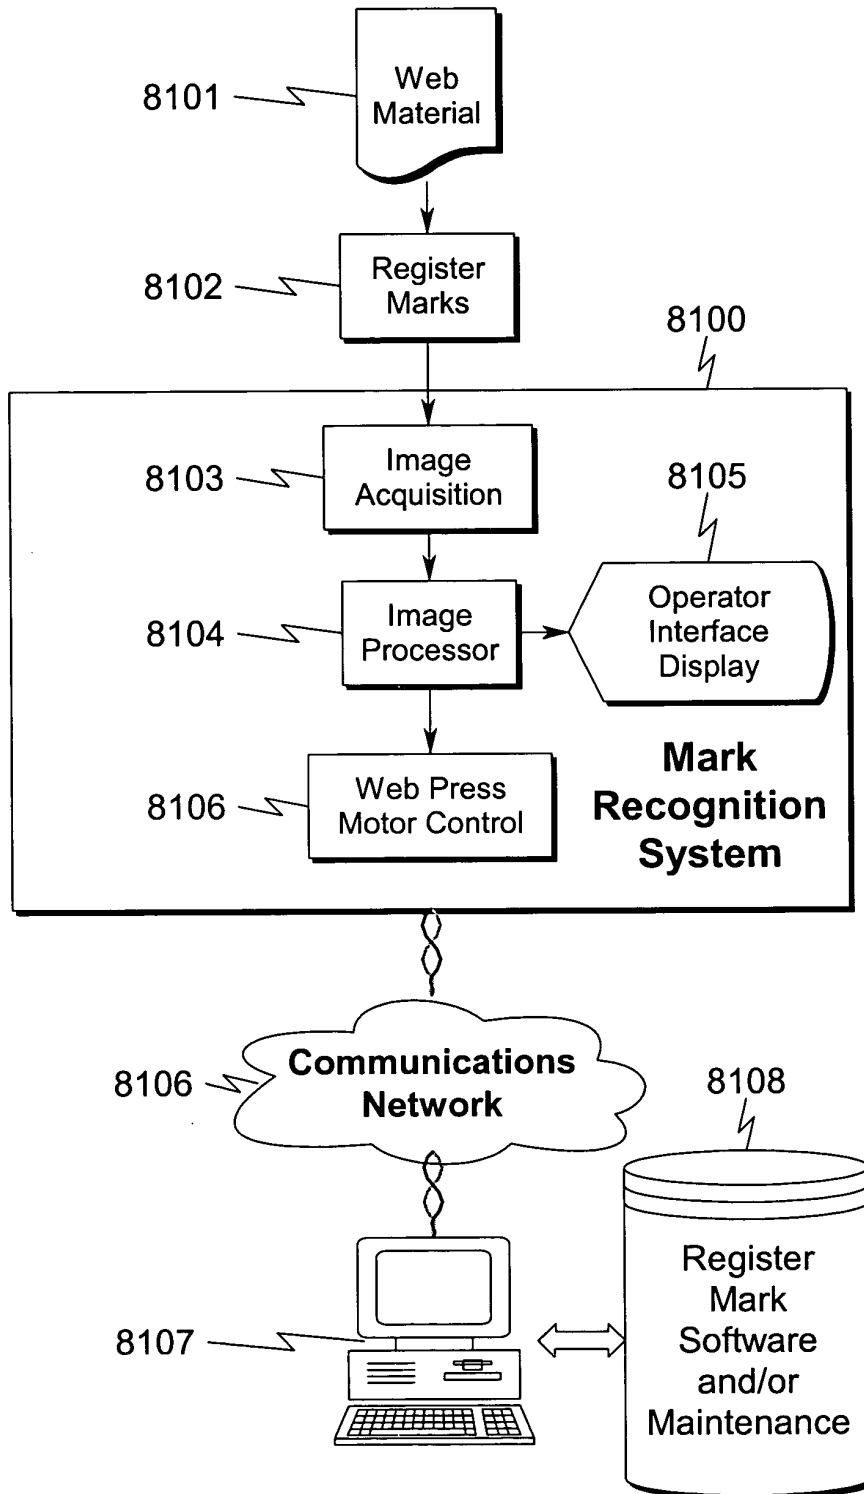 8101
Web
Material
8102
Register
Marks
8100
8103
Image
Acquisition
8105
8104
Image
Processor
Operator
Interface
Display
8106
Web Press
Motor Control
Mark
Recognition
System
8106
Communications
Network
8108
8107
Register
Mark
Software
and/or
Maintenance